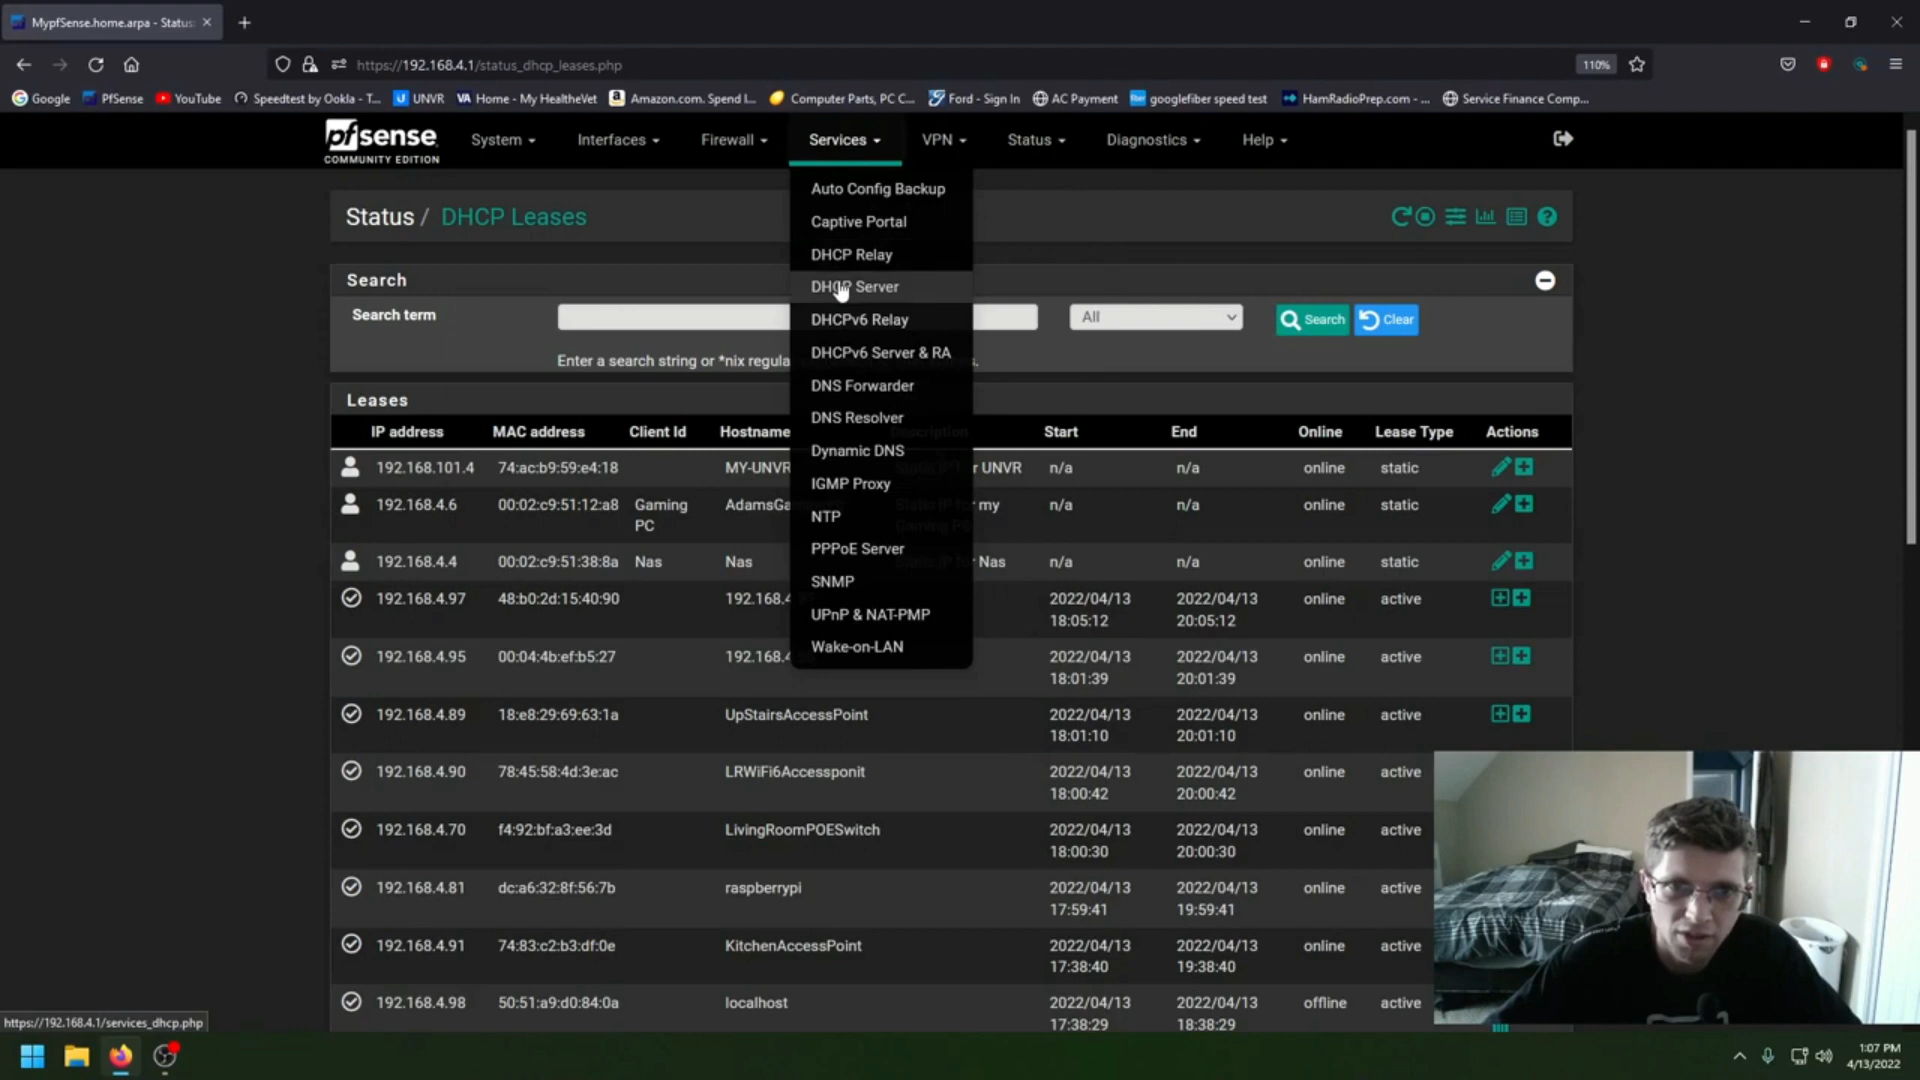 MypfSense.home.arpa - Status:
https://192.168.4.1/status_dhcp_leases.php
110%
Google
PfSense
YouTube
Speedtest by Ookla - T...
UNVR
Home - My HealtheVet
Amazon.com. Spend l...
Computer Parts, PC C...
Ford - Sign In
AC Payment
googlefiber speed test
HamRadioPrep.com - ...
Service Finance Comp...
pfsense
COMMUNITY EDITION
System
Interfaces
Firewall
Services
VPN
Status
Diagnostics
Help
Auto Config Backup
Captive Portal
DHCP Relay
DHCP Server
DHCPv6 Relay
DHCPv6 Server & RA
DNS Forwarder
DNS Resolver
Dynamic DNS
IGMP Proxy
NTP
PPPoE Server
SNMP
UPnP & NAT-PMP
Wake-on-LAN
Status / DHCP Leases
Search
Search term
All
Search
Clear
Enter a search string or *nix regula
Leases
IP address MAC address Client Id Hostname Description Start End Online Lease Type Actions
192.168.101.4 74:ac:b9:59:e4:18 MY-UNVR UNVR n/a n/a online static
192.168.4.6 00:02:c9:51:12:a8 Gaming PC AdamsGa my n/a n/a online static
192.168.4.4 00:02:c9:51:38:8a Nas Nas Nas n/a n/a online static
192.168.4.97 48:b0:2d:15:40:90 192.168.4 2022/04/13 18:05:12 2022/04/13 20:05:12 online active
192.168.4.95 00:04:4b:ef:b5:27 192.168.4 2022/04/13 18:01:39 2022/04/13 20:01:39 online active
192.168.4.89 18:e8:29:69:63:1a UpStairsAccessPoint 2022/04/13 18:01:10 2022/04/13 20:01:10 online active
192.168.4.90 78:45:58:4d:3e:ac LRWiFi6Accessponit 2022/04/13 18:00:42 2022/04/13 20:00:42 online active
192.168.4.70 f4:92:bf:a3:ee:3d LivingRoomPOESwitch 2022/04/13 18:00:30 2022/04/13 20:00:30 online active
192.168.4.81 dc:a6:32:8f:56:7b raspberrypi 2022/04/13 17:59:41 2022/04/13 19:59:41 online active
192.168.4.91 74:83:c2:b3:df:0e KitchenAccessPoint 2022/04/13 17:38:40 2022/04/13 19:38:40 online active
192.168.4.98 50:51:a9:d0:84:0a localhost 2022/04/13 17:38:29 2022/04/13 18:38:29 offline active
https://192.168.4.1/services_dhcp.php
1:07 PM
4/13/2022